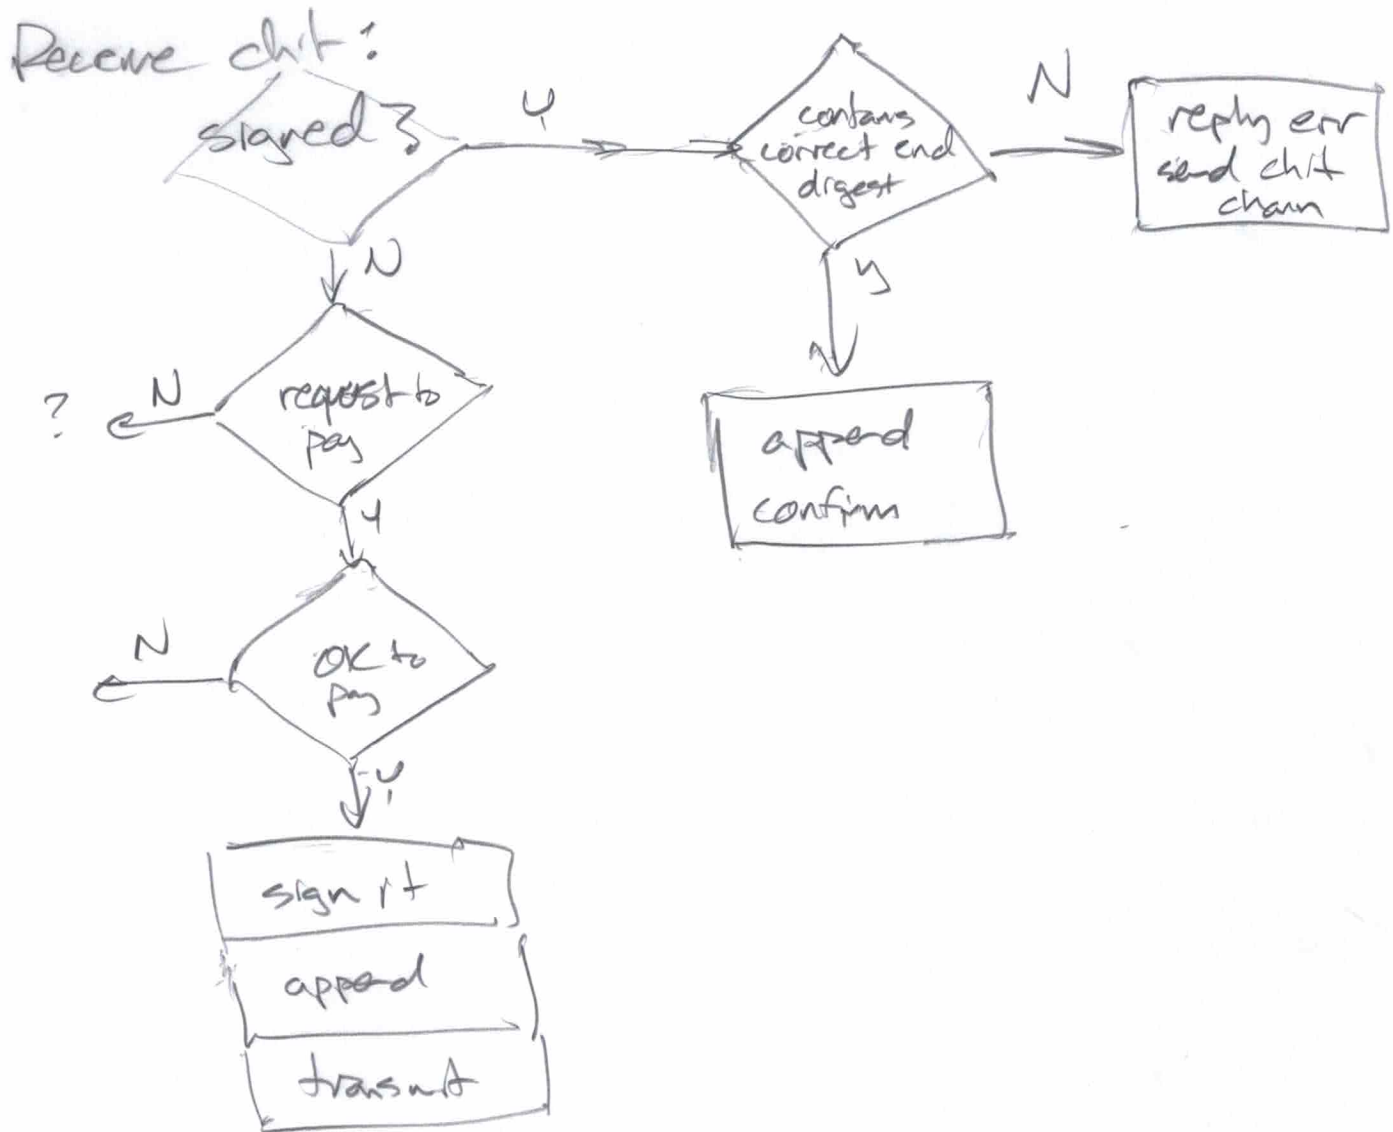 Receive chit:
signed?
Y
contains
correct end
digest
N
reply err
send chit
chain
N
Y
append
confirm
request to
pay
N
?
Y
OK to
pay
N
Y
sign it
append
transmit